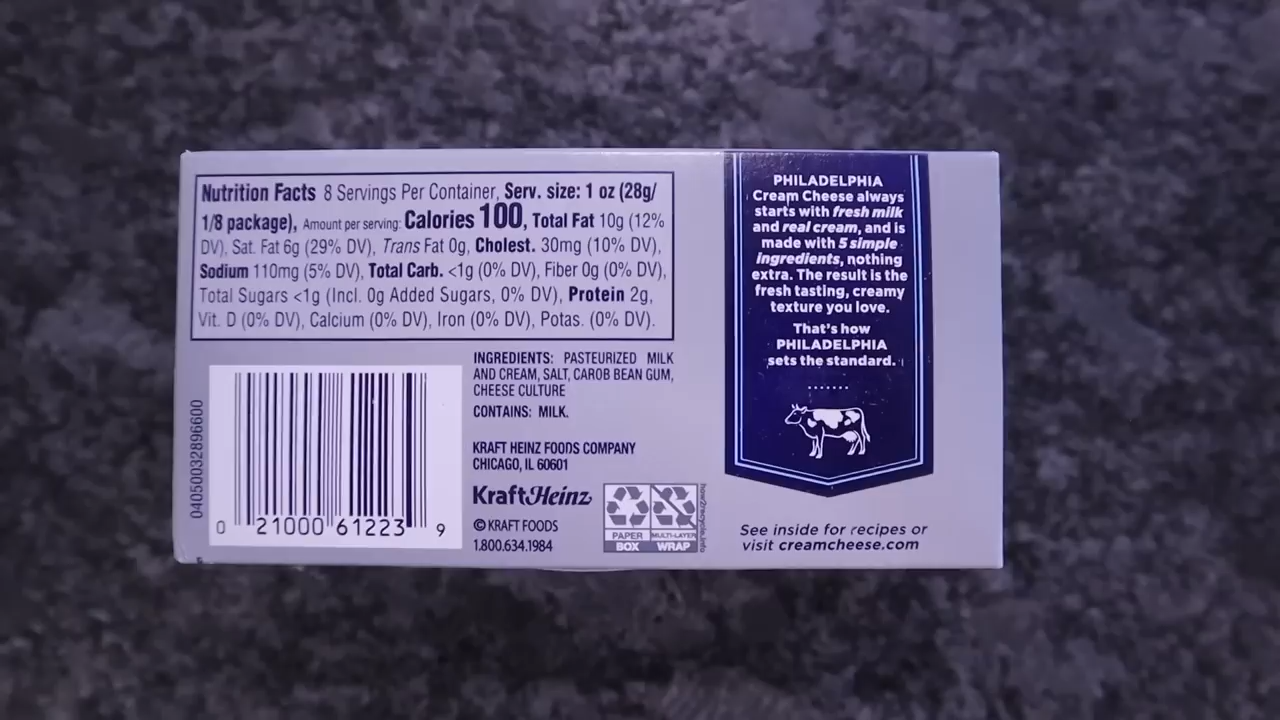 Nutrition Facts 8 Servings Per Container, Serv. size: 1 oz (28g/
1/8 package), Amount per serving: Calories 100, Total Fat 10g (12%
DV), Sat. Fat 6g (29% DV), Trans Fat 0g, Cholest. 30mg (10% DV),
Sodium 110mg (5% DV), Total Carb. <1g (0% DV), Fiber 0g (0% DV),
Total Sugars <1g (Incl. 0g Added Sugars, 0% DV), Protein 2g,
Vit. D (0% DV), Calcium (0% DV), Iron (0% DV), Potas. (0% DV).
INGREDIENTS: PASTEURIZED MILK
AND CREAM, SALT, CAROB BEAN GUM,
CHEESE CULTURE
CONTAINS: MILK.
KRAFT HEINZ FOODS COMPANY
CHICAGO, IL 60601
KraftHeinz
© KRAFT FOODS
1.800.634.1984
PAPER
BOX
MULTI-LAYER
WRAP
how2recycle.info
0405003289660​0
0 21000 61223 9
PHILADELPHIA
Cream Cheese always
starts with fresh milk
and real cream, and is
made with 5 simple
ingredients, nothing
extra. The result is the
fresh tasting, creamy
texture you love.
That's how
PHILADELPHIA
sets the standard.
See inside for recipes or
visit creamcheese.com